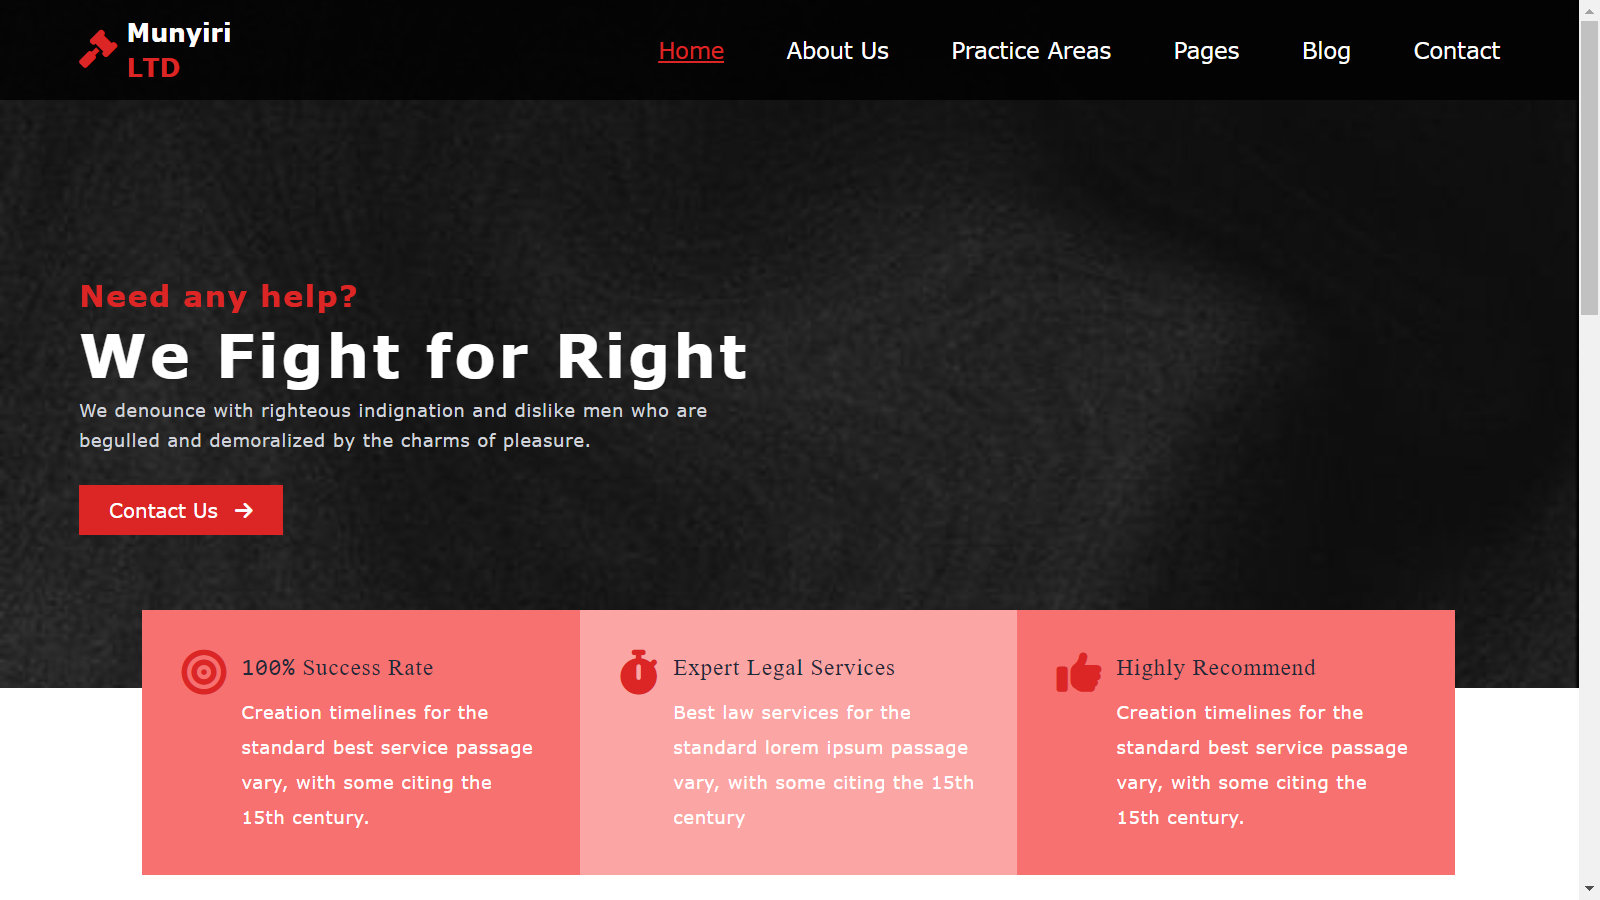 Munyiri
LTD
Home About Us Practice Areas Pages Blog Contact
Need any help?
We Fight for Right
We denounce with righteous indignation and dislike men who are
begulled and demoralized by the charms of pleasure.
Contact Us
100% Success Rate
Creation timelines for the
standard best service passage
vary, with some citing the
15th century.
Expert Legal Services
Best law services for the
standard lorem ipsum passage
vary, with some citing the 15th
century
Highly Recommend
Creation timelines for the
standard best service passage
vary, with some citing the
15th century.